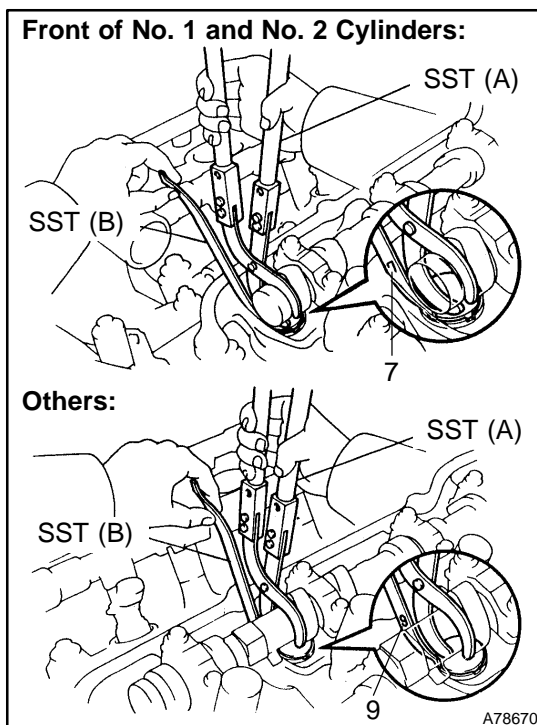 Front of No. 1 and No. 2 Cylinders:
SST (A)
SST (B)
7
Others:
SST (A)
SST (B)
9
A78670